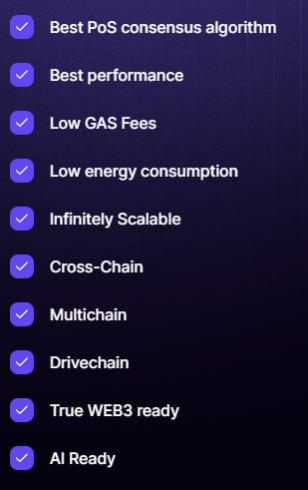 Best PoS consensus algorithm
Best performance
Low GAS Fees
Low energy consumption
Infinitely Scalable
Cross-Chain
Multichain
Drivechain
True WEB3 ready
AI Ready